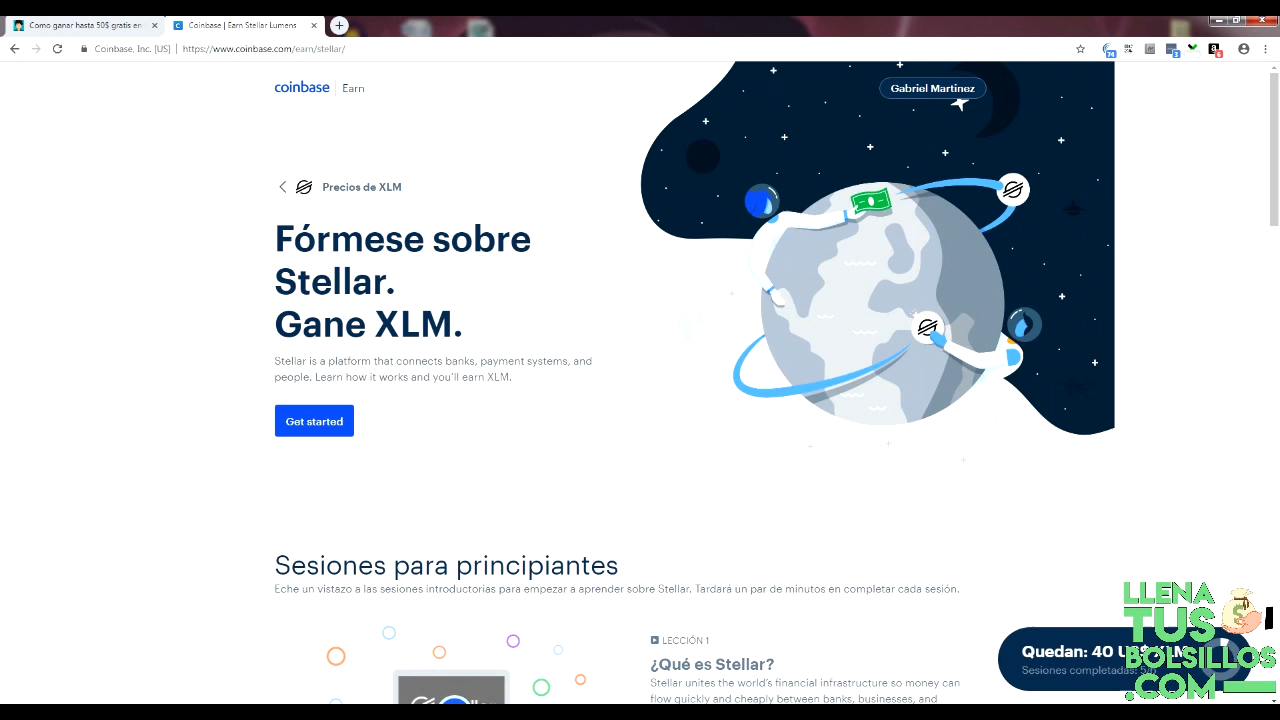 Como ganar hasta 50$ gratis en
Coinbase | Earn Stellar Lumens
Coinbase, Inc. [US]
https://www.coinbase.com/earn/stellar/
coinbase Earn
Gabriel Martínez
Precios de XLM
Fórmese sobre
Stellar.
Gane XLM.
Stellar is a platform that connects banks, payment systems, and
people. Learn how it works and you'll earn XLM.
Get started
Sesiones para principiantes
Eche un vistazo a las sesiones introductorias para empezar a aprender sobre Stellar. Tardará un par de minutos en completar cada sesión.
LECCIÓN 1
¿Qué es Stellar?
Stellar unites the world's financial infrastructure so money can
flow quickly and cheaply between banks, businesses, and
Quedan: 40 U
Sesiones completadas: 5/
LLENA
TUS
BOLSILLOS
.COM